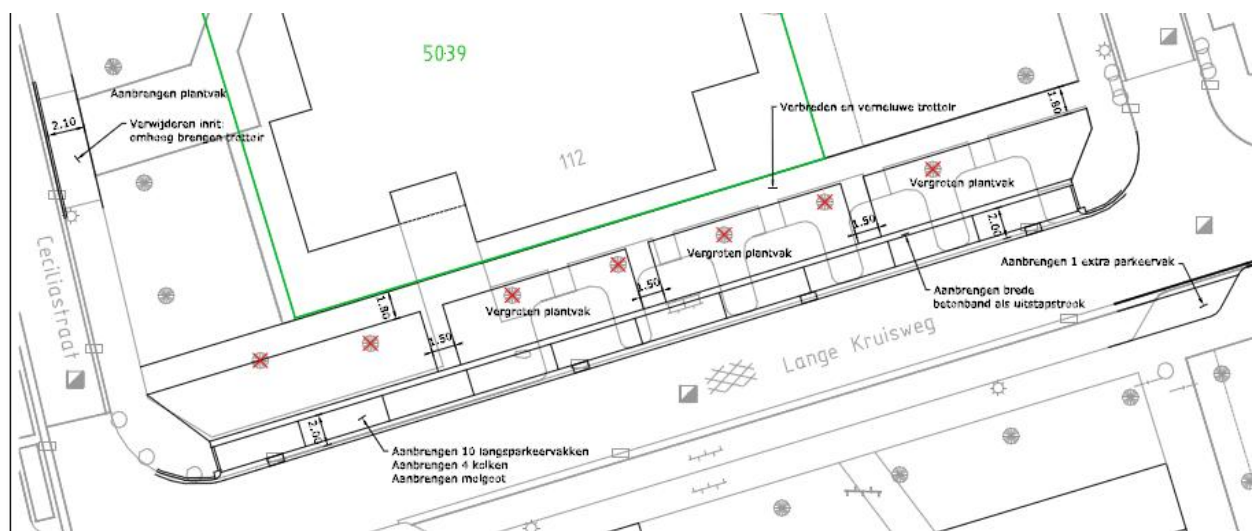 5039
Aanbrengen plantvak
2.10
Verwijderen inrit:
omhoog brengen trottoir
Verbreden en vernieuwe trottoir
1.80
112
Vergroten plantvak
Ceciliastraat
1.50
2.00
Vergroten plantvak
Aanbrengen 1 extra parkeervak
1.80
1.50
Aanbrengen brede
betonband als uitstapstrook
Vergroten plantvak
1.50
Lange Kruisweg
2.00
Aanbrengen 10 langsparkeervakken
Aanbrengen 4 kolken
Aanbrengen molgoot